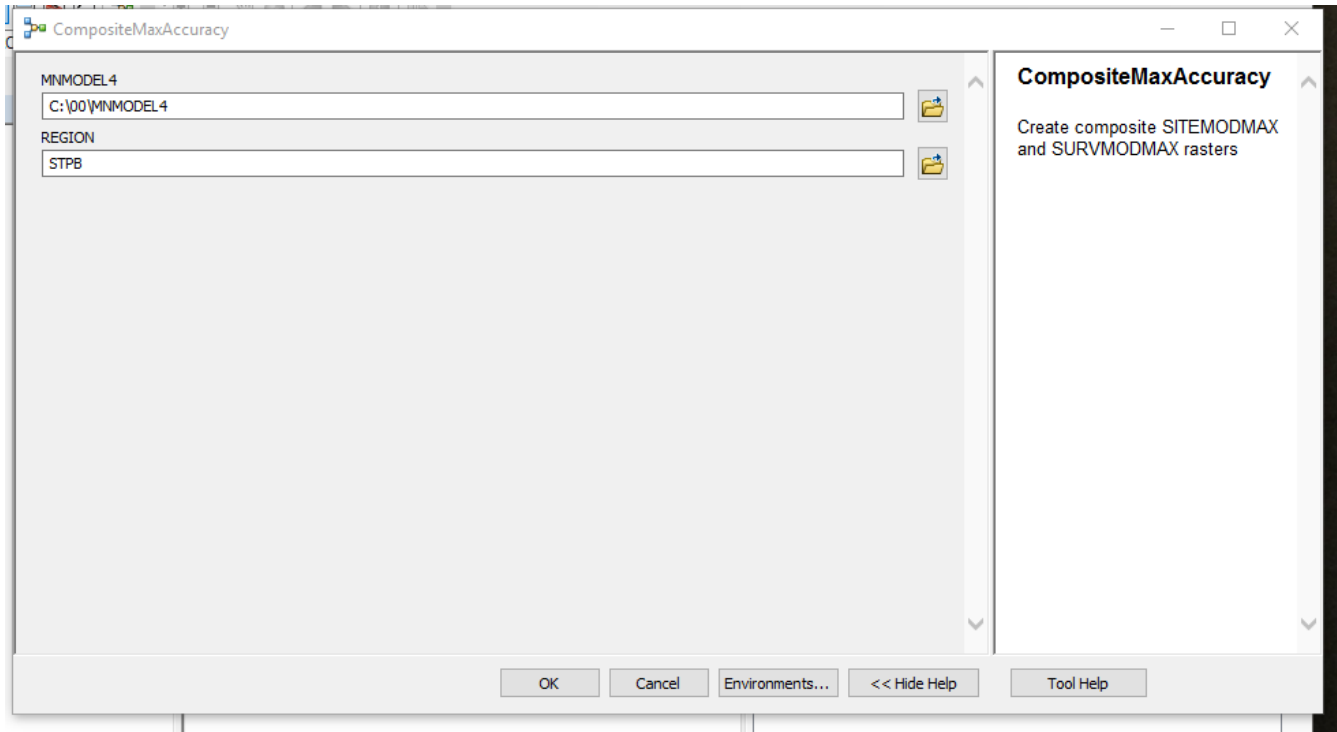 CompositeMaxAccuracy
MNMODEL4
C:\00\MNMODEL4
REGION
STPB
CompositeMaxAccuracy
Create composite SITEMODMAX
and SURVMODMAX rasters
OK
Cancel
Environments...
<< Hide Help
Tool Help